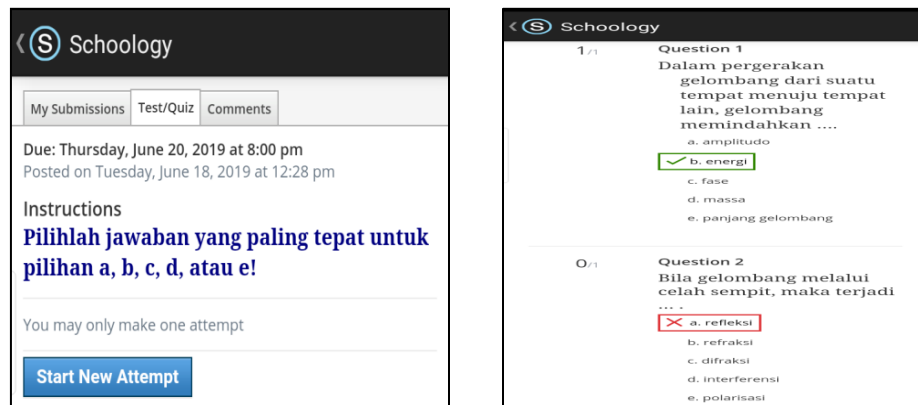 Schoology
My Submissions Test/Quiz Comments
Due: Thursday, June 20, 2019 at 8:00 pm
Posted on Tuesday, June 18, 2019 at 12:28 pm
Instructions
Pilihlah jawaban yang paling tepat untuk
pilihan a, b, c, d, atau e!
You may only make one attempt
Start New Attempt
Schoology
1/1 Question 1
Dalam pergerakan
gelombang dari suatu
tempat menuju tempat
lain, gelombang
memindahkan ....
a. amplitudo
b. energi
c. fase
d. massa
e. panjang gelombang
0/1 Question 2
Bila gelombang melalui
celah sempit, maka terjadi
... .
a. refleksi
b. refraksi
c. difraksi
d. interferensi
e. polarisasi